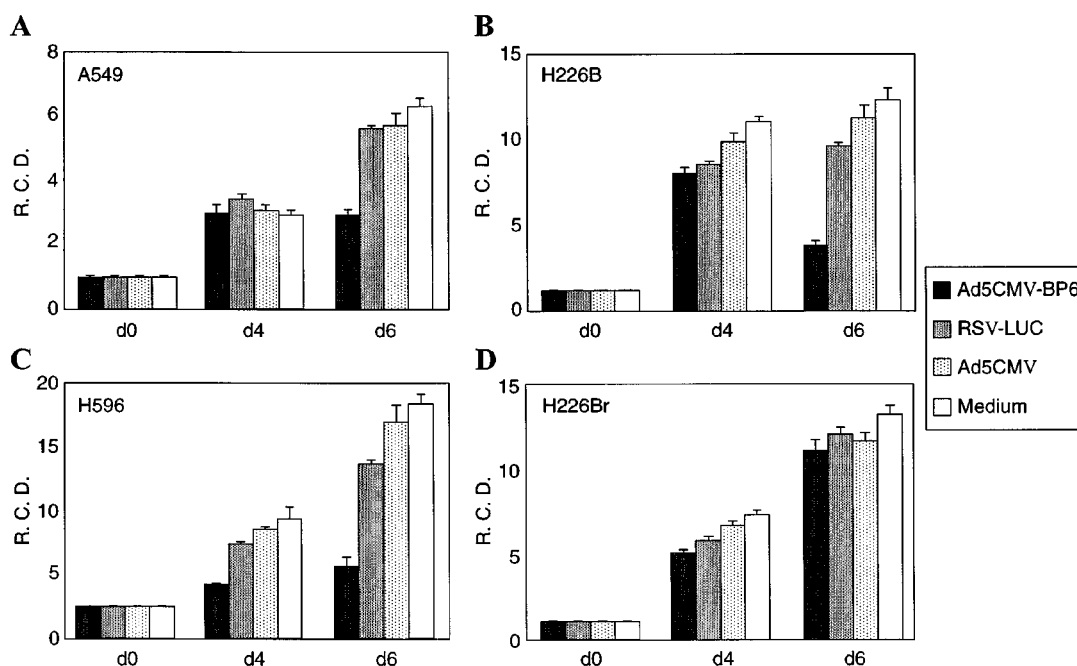 A
8
6
4
2
0
R. C. D.
A549
d0 d4 d6
B
15
10
5
0
R. C. D.
H226B
d0 d4 d6
C
20
15
10
5
0
R. C. D.
H596
d0 d4 d6
D
15
10
5
0
R. C. D.
H226Br
d0 d4 d6
Ad5CMV-BP6
RSV-LUC
Ad5CMV
Medium